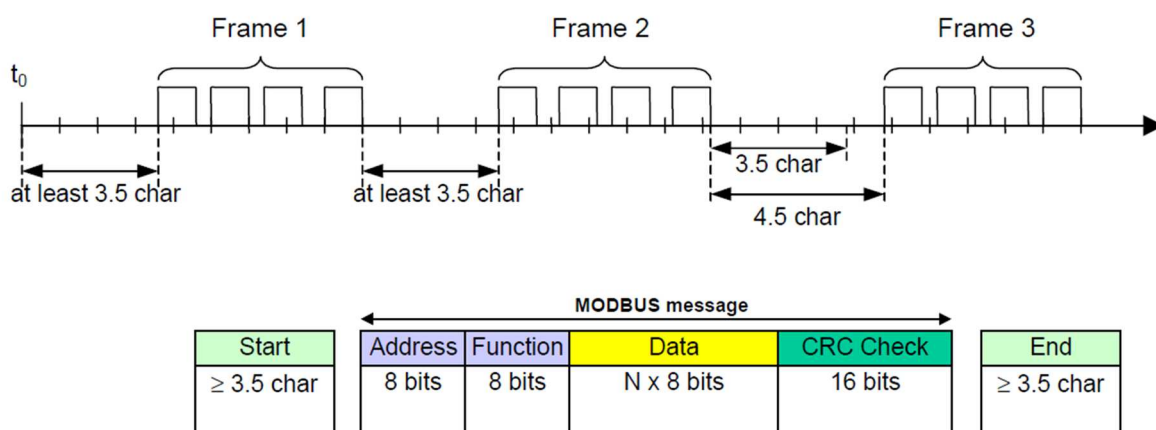 Frame 1 Frame 2 Frame 3
t0
at least 3.5 char at least 3.5 char 3.5 char
4.5 char
MODBUS message
Start Address Function Data CRC Check End
≥ 3.5 char 8 bits 8 bits N x 8 bits 16 bits ≥ 3.5 char